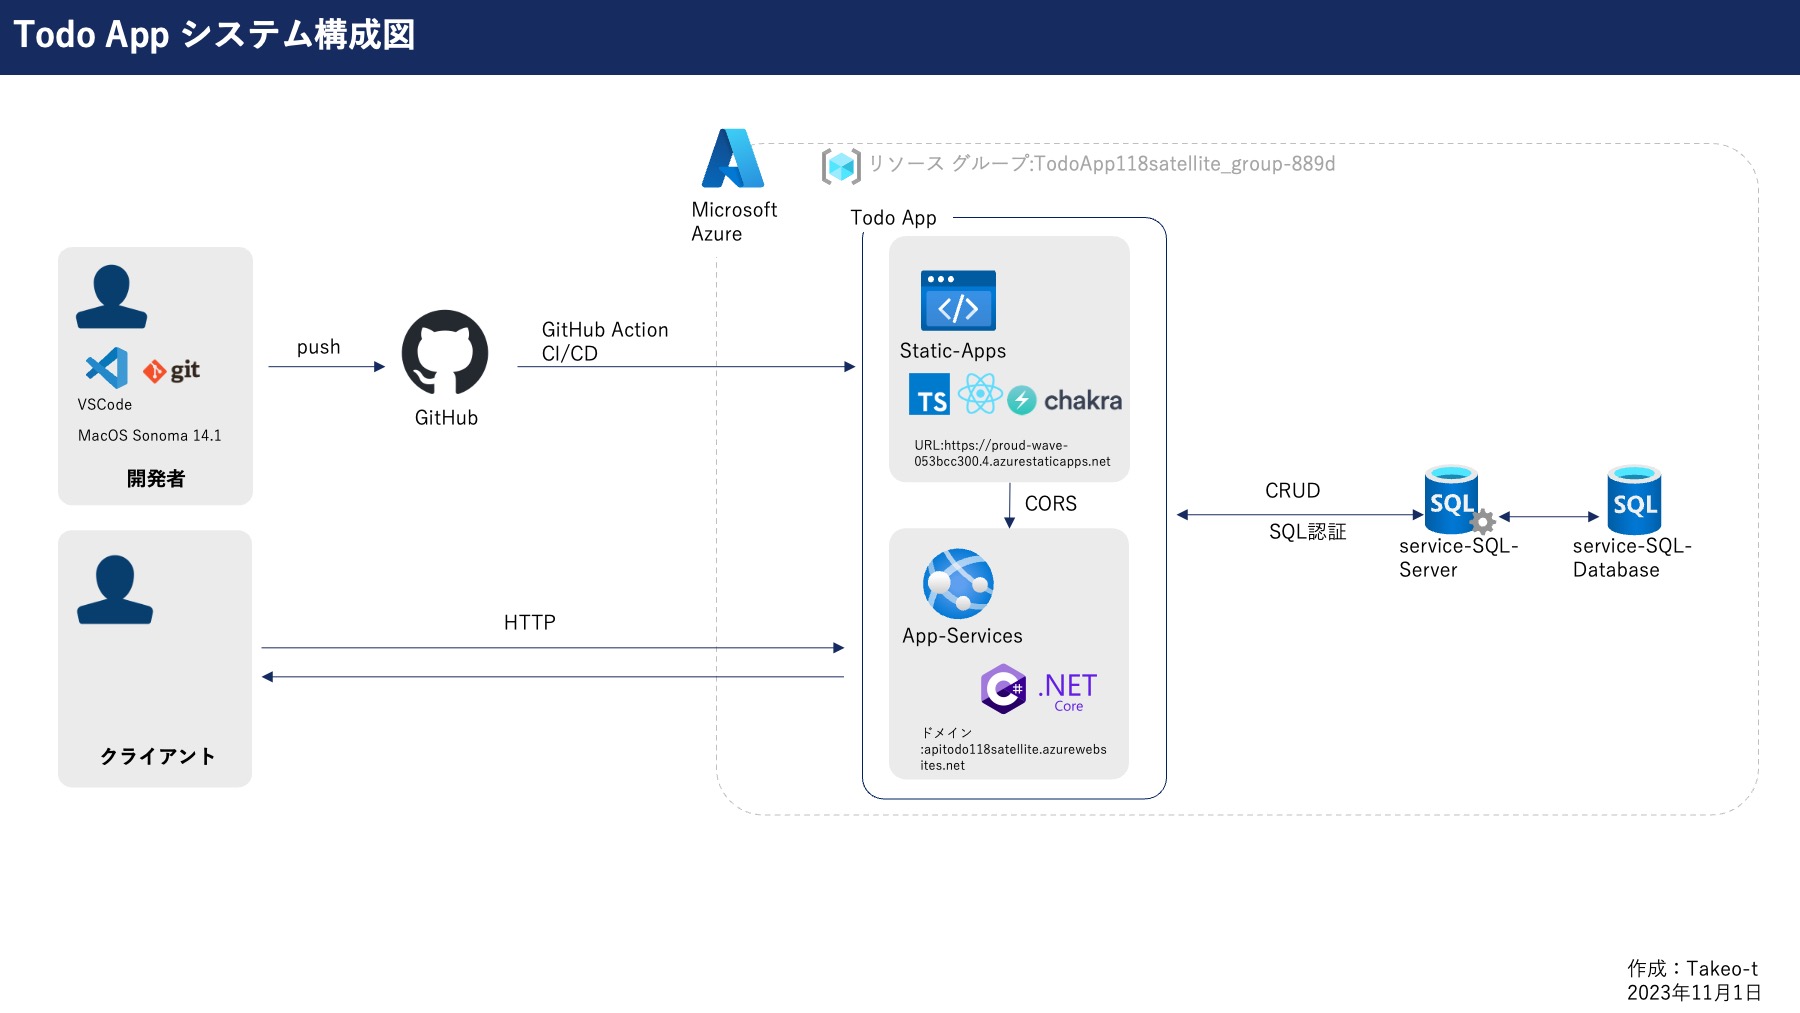 Todo App システム構成図
Microsoft
Azure
リソース グループ:TodoApp118satellite_group-889d
Todo App
git
VSCode
MacOS Sonoma 14.1
開発者
push
GitHub
GitHub Action
CI/CD
Static-Apps
TS
chakra
URL:https://proud-wave-
053bcc300.4.azurestaticapps.net
CORS
App-Services
C#
.NET
Core
ドメイン
:apitodo118satellite.azurewebs
ites.net
CRUD
SQL認証
SQL
service-SQL-
Server
SQL
service-SQL-
Database
HTTP
クライアント
作成：Takeo-t
2023年11月1日